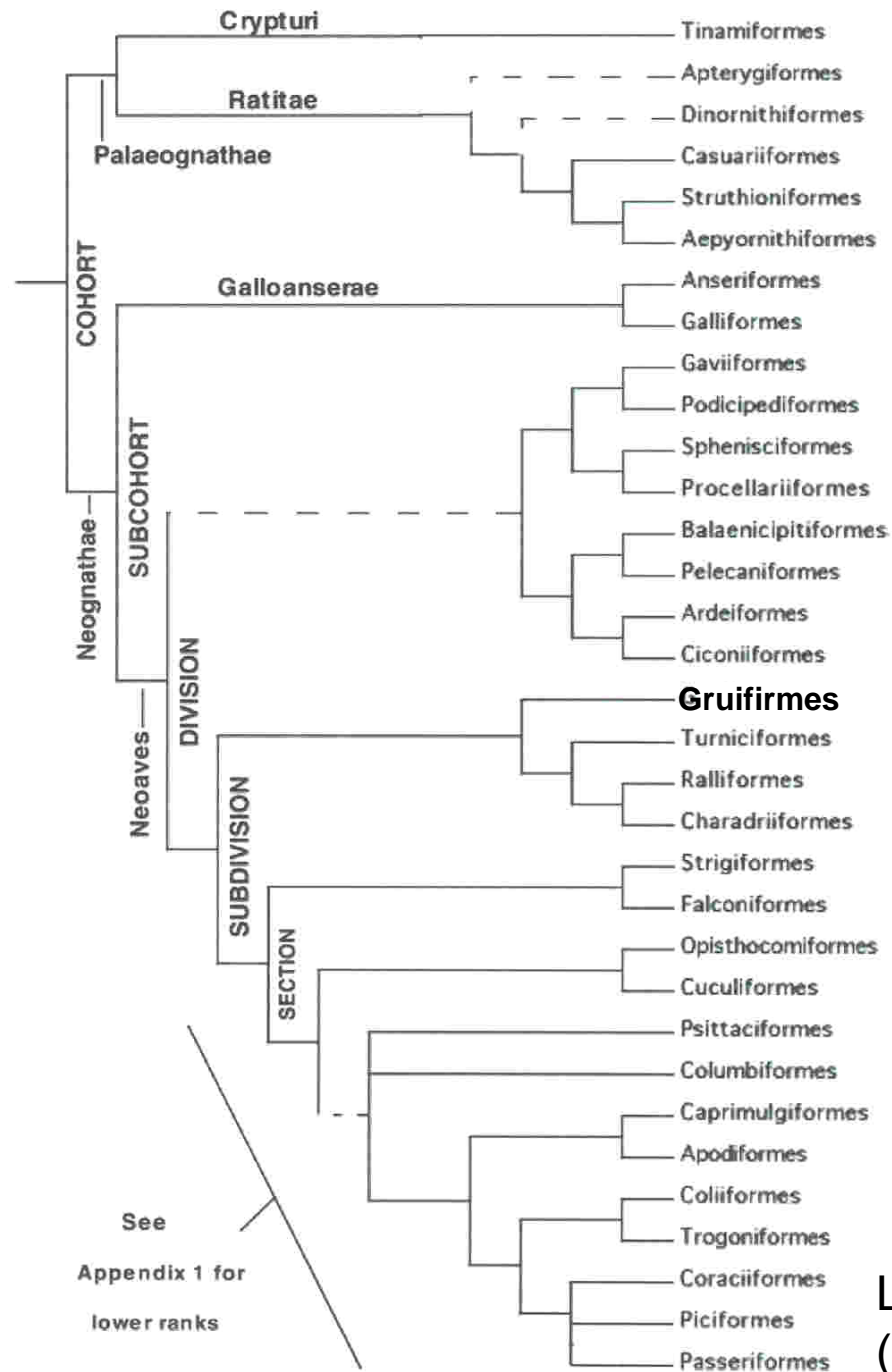 Crypturi
Tinamiformes
Apterygiformes
Ratitae
Dinornithiformes
Palaeognathae
Casuariiformes
Struthioniformes
Aepyornithiformes
COHORT
Galloanserae
Anseriformes
Galliformes
Gaviiformes
Podicipediformes
SUBCOHORT
Sphenisciformes
Procellariiformes
Neognathae
Balaenicipitiformes
Pelecaniformes
Ardeiformes
Ciconiiformes
DIVISION
Neoaves
Gruifirmes
Turniciformes
Ralliformes
Charadriiformes
SUBDIVISION
Strigiformes
Falconiformes
SECTION
Opisthocomiformes
Cuculiformes
Psittaciformes
Columbiformes
Caprimulgiformes
Apodiformes
Coliiformes
Trogoniformes
See
Appendix 1 for
lower ranks
Coraciiformes
Piciformes
Passeriformes
L
(